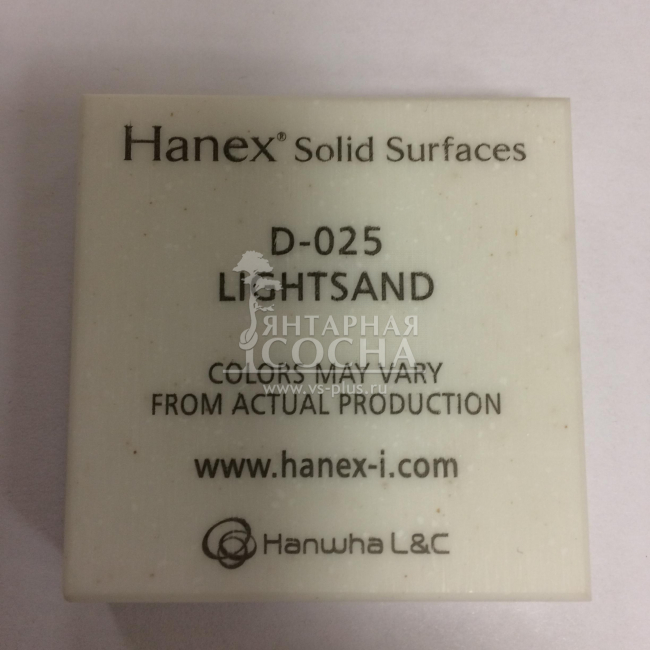 Hanex® Solid Surfaces
D-025
LIGHTSAND
ЯНТАРНАЯ
СОСНА
COLORS MAY VARY
www.vs-plus.ru
FROM ACTUAL PRODUCTION
www.hanex-i.com
Hanwha L&C